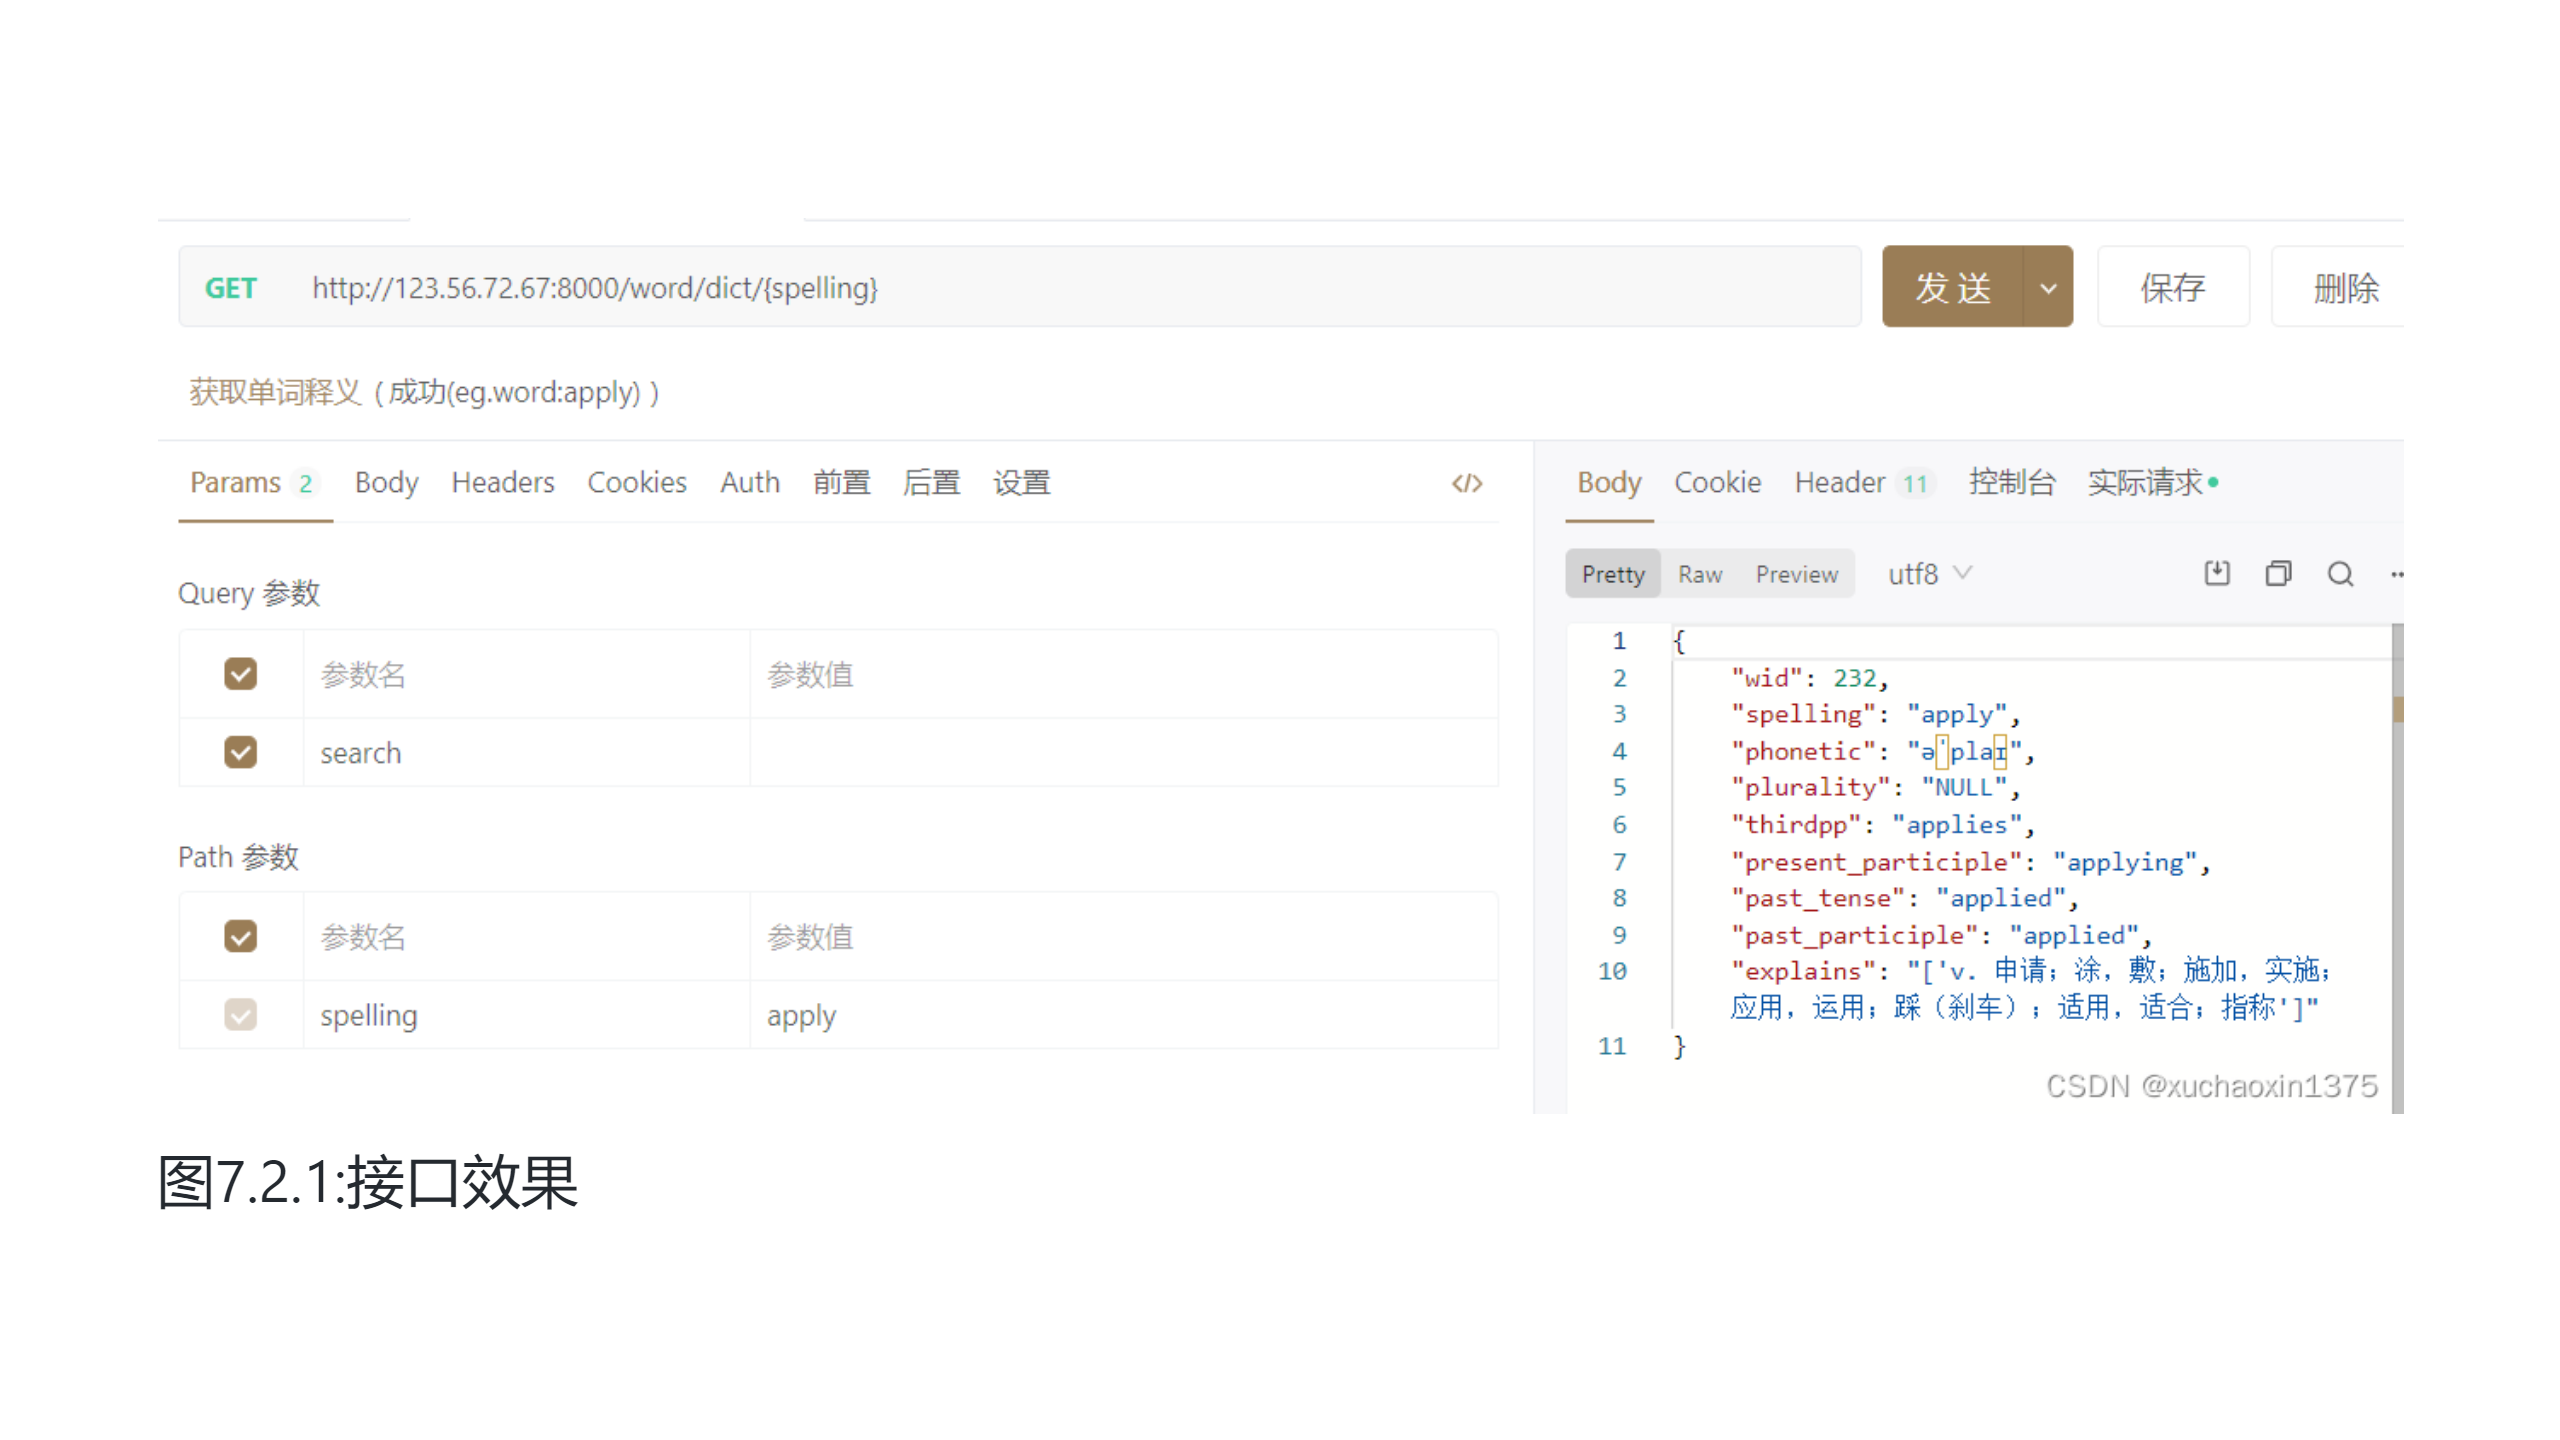 GET http://123.56.72.67:8000/word/dict/{spelling} 发送 保存 删除
获取单词释义 ( 成功(eg.word:apply) )
Params 2 Body Headers Cookies Auth 前置 后置 设置 </>
Query 参数
参数名 参数值
search
Path 参数
参数名 参数值
spelling apply
Body Cookie Header 11 控制台 实际请求
Pretty Raw Preview utf8
1 {
2 "wid": 232,
3 "spelling": "apply",
4 "phonetic": "əˈplaɪ",
5 "plurality": "NULL",
6 "thirdpp": "applies",
7 "present_participle": "applying",
8 "past_tense": "applied",
9 "past_participle": "applied",
10 "explains": "['v. 申请；涂，敷；施加，实施；
应用，运用；踩（刹车）；适用，适合；指称']"
11 }
CSDN @xuchaoxin1375
图7.2.1:接口效果